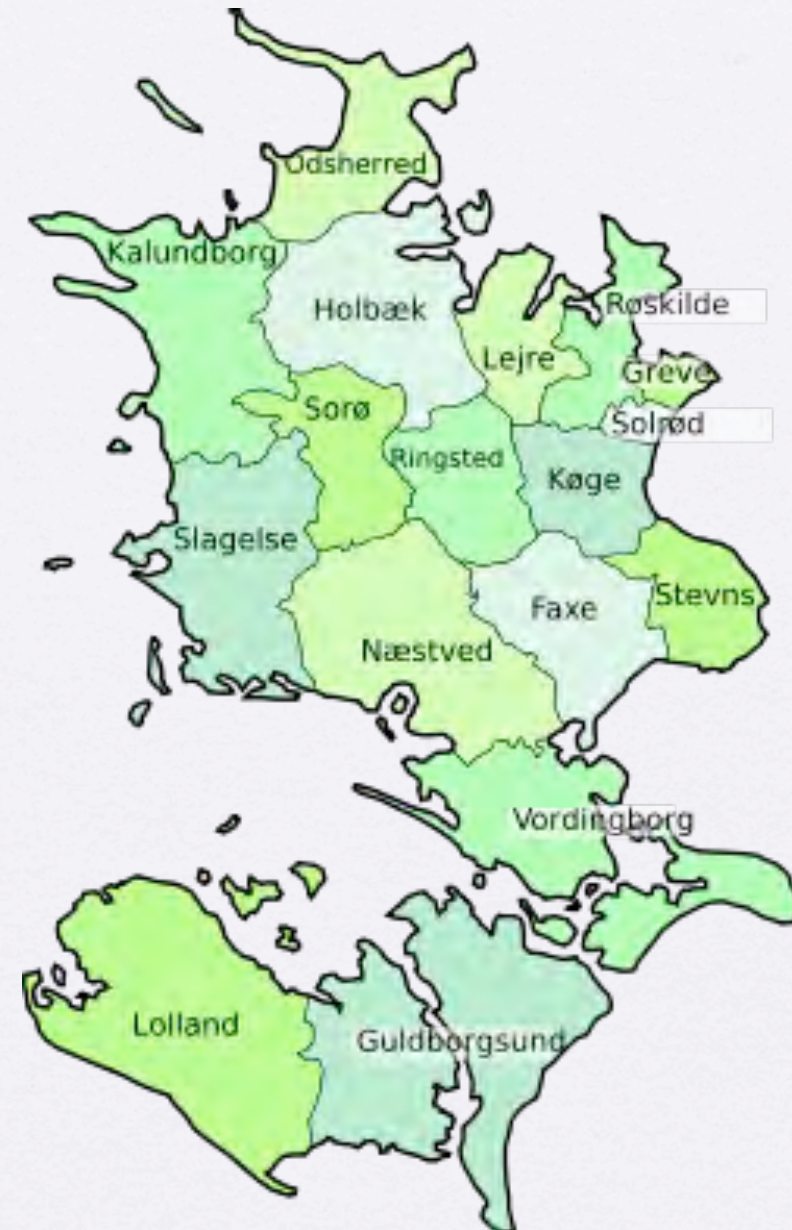 Odsherred
Kalundborg
Holbæk
Røskilde
Lejre
Greve
Sorø
Solrød
Ringsted
Køge
Slagelse
Stevns
Faxe
Næstved
Vordingborg
Lolland
Guldborgsund